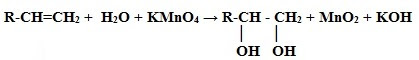 R-CH=CH₂ + H₂O + KMnO₄ → R-CH - CH₂ + MnO₂ + KOH
| |
OH OH